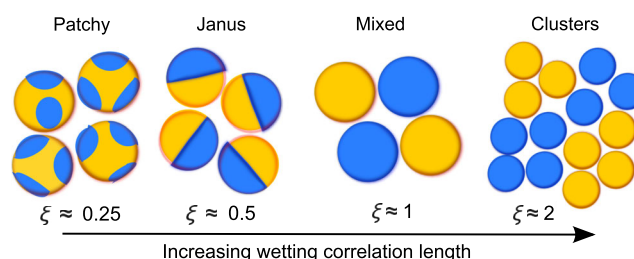 Patchy Janus Mixed Clusters
ξ ≈ 0.25 ξ ≈ 0.5 ξ ≈ 1 ξ ≈ 2
Increasing wetting correlation length